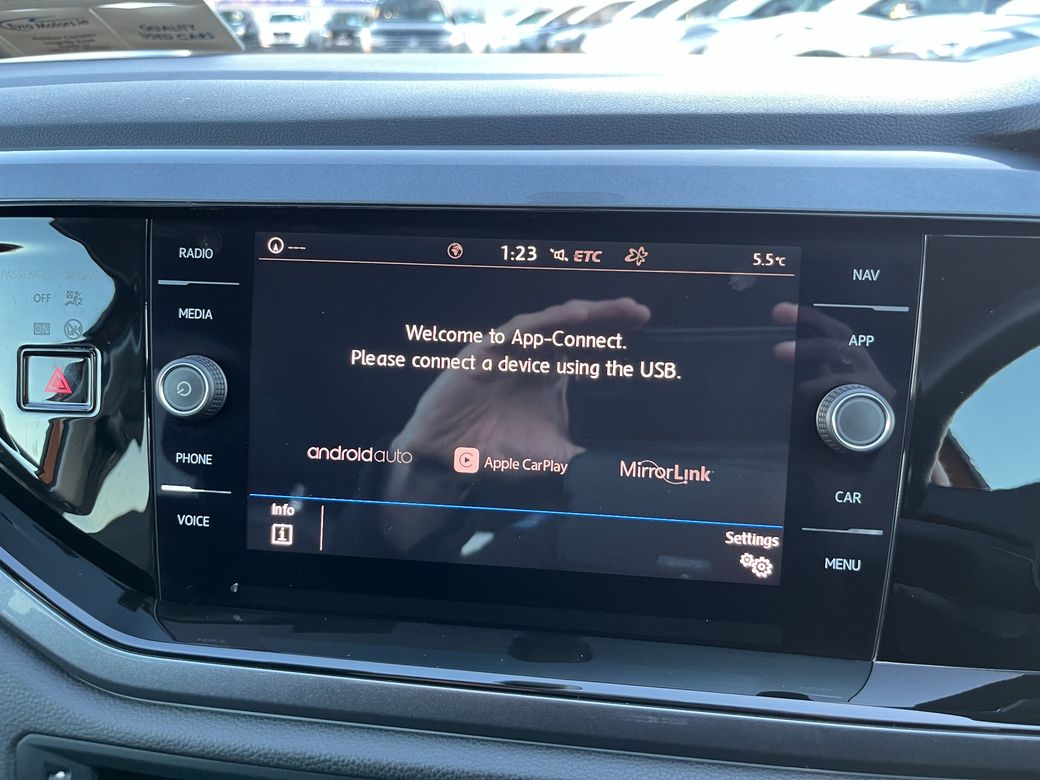 QUALITY
USED CARS
PASSENGER
OFF
ON
RADIO
MEDIA
PHONE
VOICE
---
1:23
ETC
5.5°C
Welcome to App-Connect.
Please connect a device using the USB.
androidauto
Apple CarPlay
MirrorLink
Info
i
Settings
NAV
APP
CAR
MENU